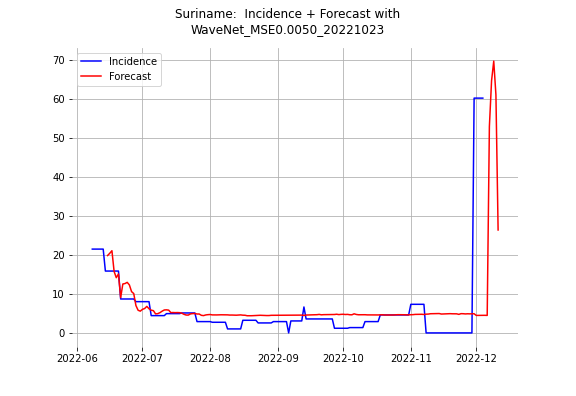 Suriname:  Incidence + Forecast with
WaveNet_MSE0.0050_20221023
Incidence
Forecast
70
60
50
40
30
20
10
0
2022-06 2022-07 2022-08 2022-09 2022-10 2022-11 2022-12